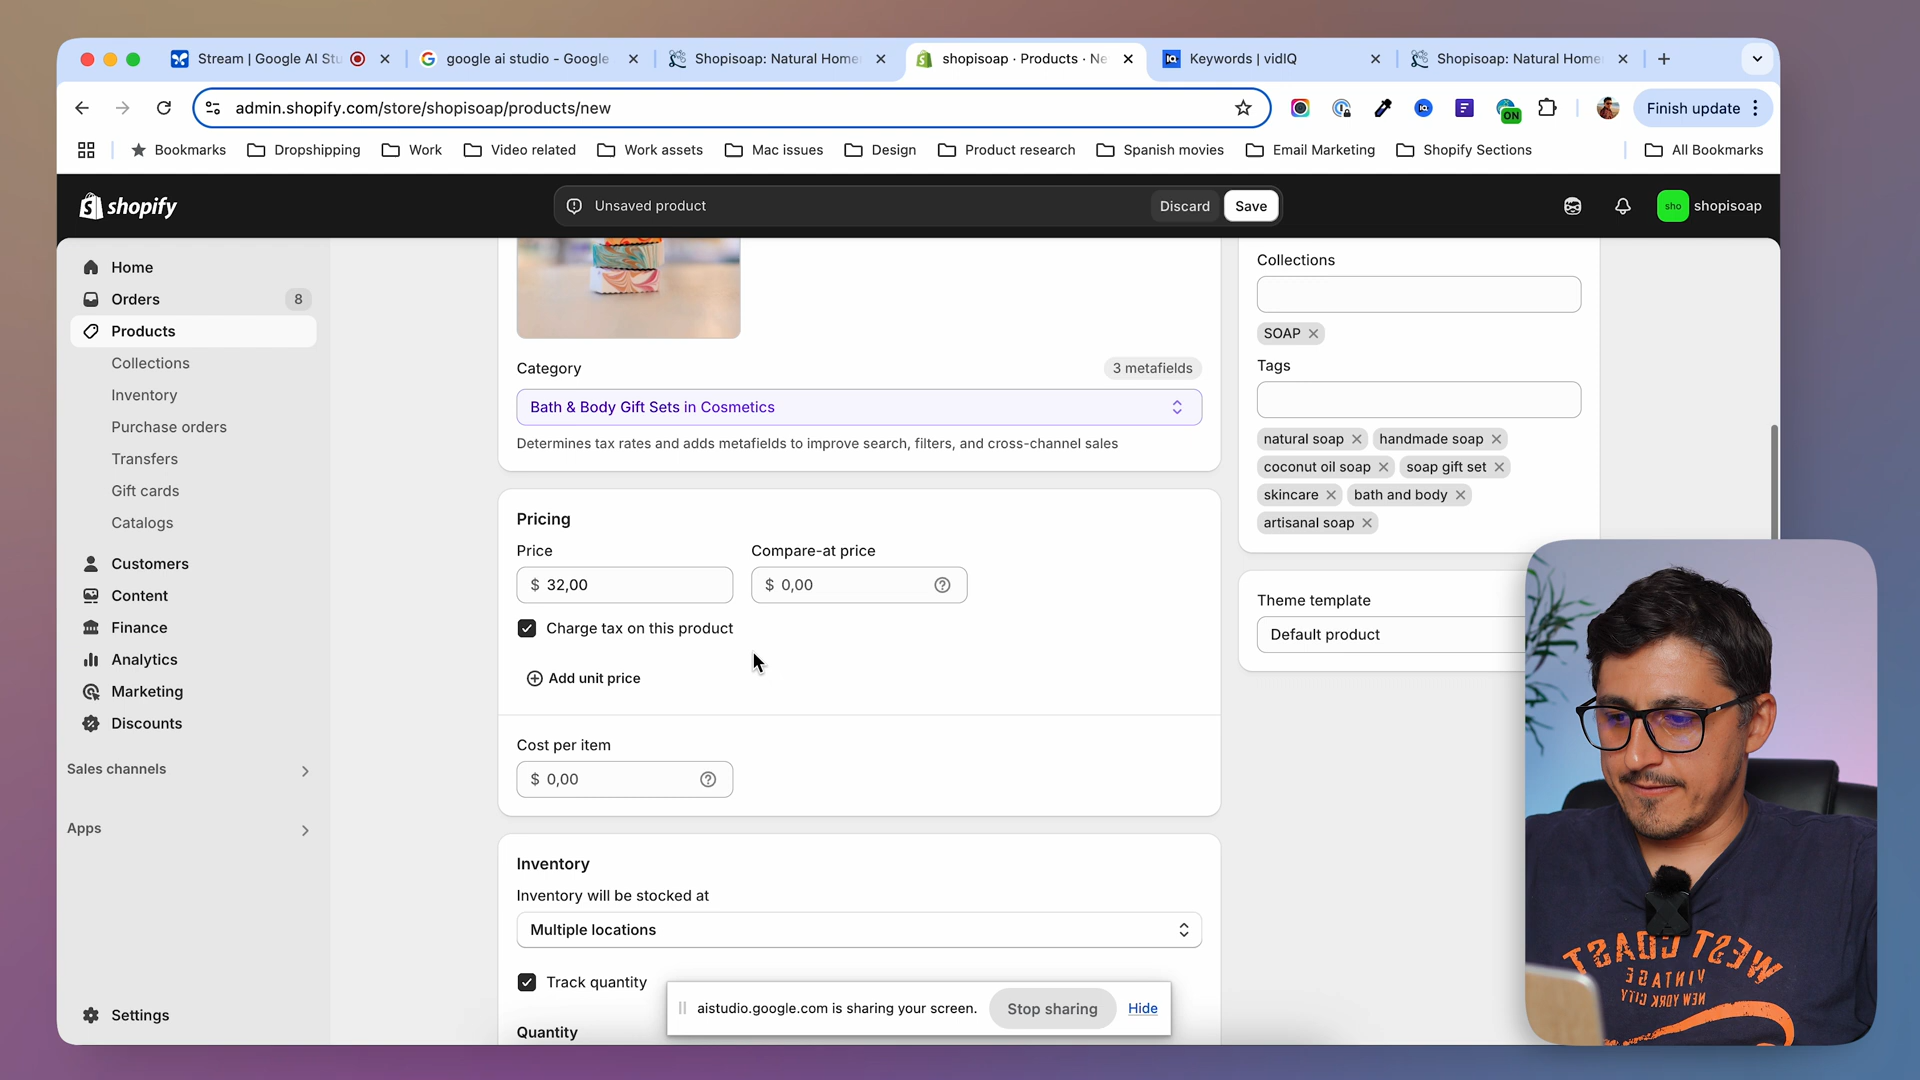 Stream | Google AI Stu
google ai studio - Google
Shopisoap: Natural Home
shopisoap · Products · Ne
Keywords | vidIQ
Shopisoap: Natural Home
admin.shopify.com/store/shopisoap/products/new
ON
Finish update
Bookmarks
Dropshipping
Work
Video related
Work assets
Mac issues
Design
Product research
Spanish movies
Email Marketing
Shopify Sections
All Bookmarks
shopify
Unsaved product
Discard
Save
sho
shopisoap
Home
Orders
8
Products
Collections
Inventory
Purchase orders
Transfers
Gift cards
Catalogs
Customers
Content
Finance
Analytics
Marketing
Discounts
Sales channels
Apps
Settings
Category
3 metafields
Bath & Body Gift Sets in Cosmetics
Determines tax rates and adds metafields to improve search, filters, and cross-channel sales
Pricing
Price
Compare-at price
$ 32,00
$ 0,00
Charge tax on this product
Add unit price
Cost per item
$ 0,00
Inventory
Inventory will be stocked at
Multiple locations
Track quantity
Quantity
Collections
SOAP
Tags
natural soap
handmade soap
coconut oil soap
soap gift set
skincare
bath and body
artisanal soap
Theme template
Default product
aistudio.google.com is sharing your screen.
Stop sharing
Hide
WEST COAST
VINTAGE
NEW YORK NIGHT